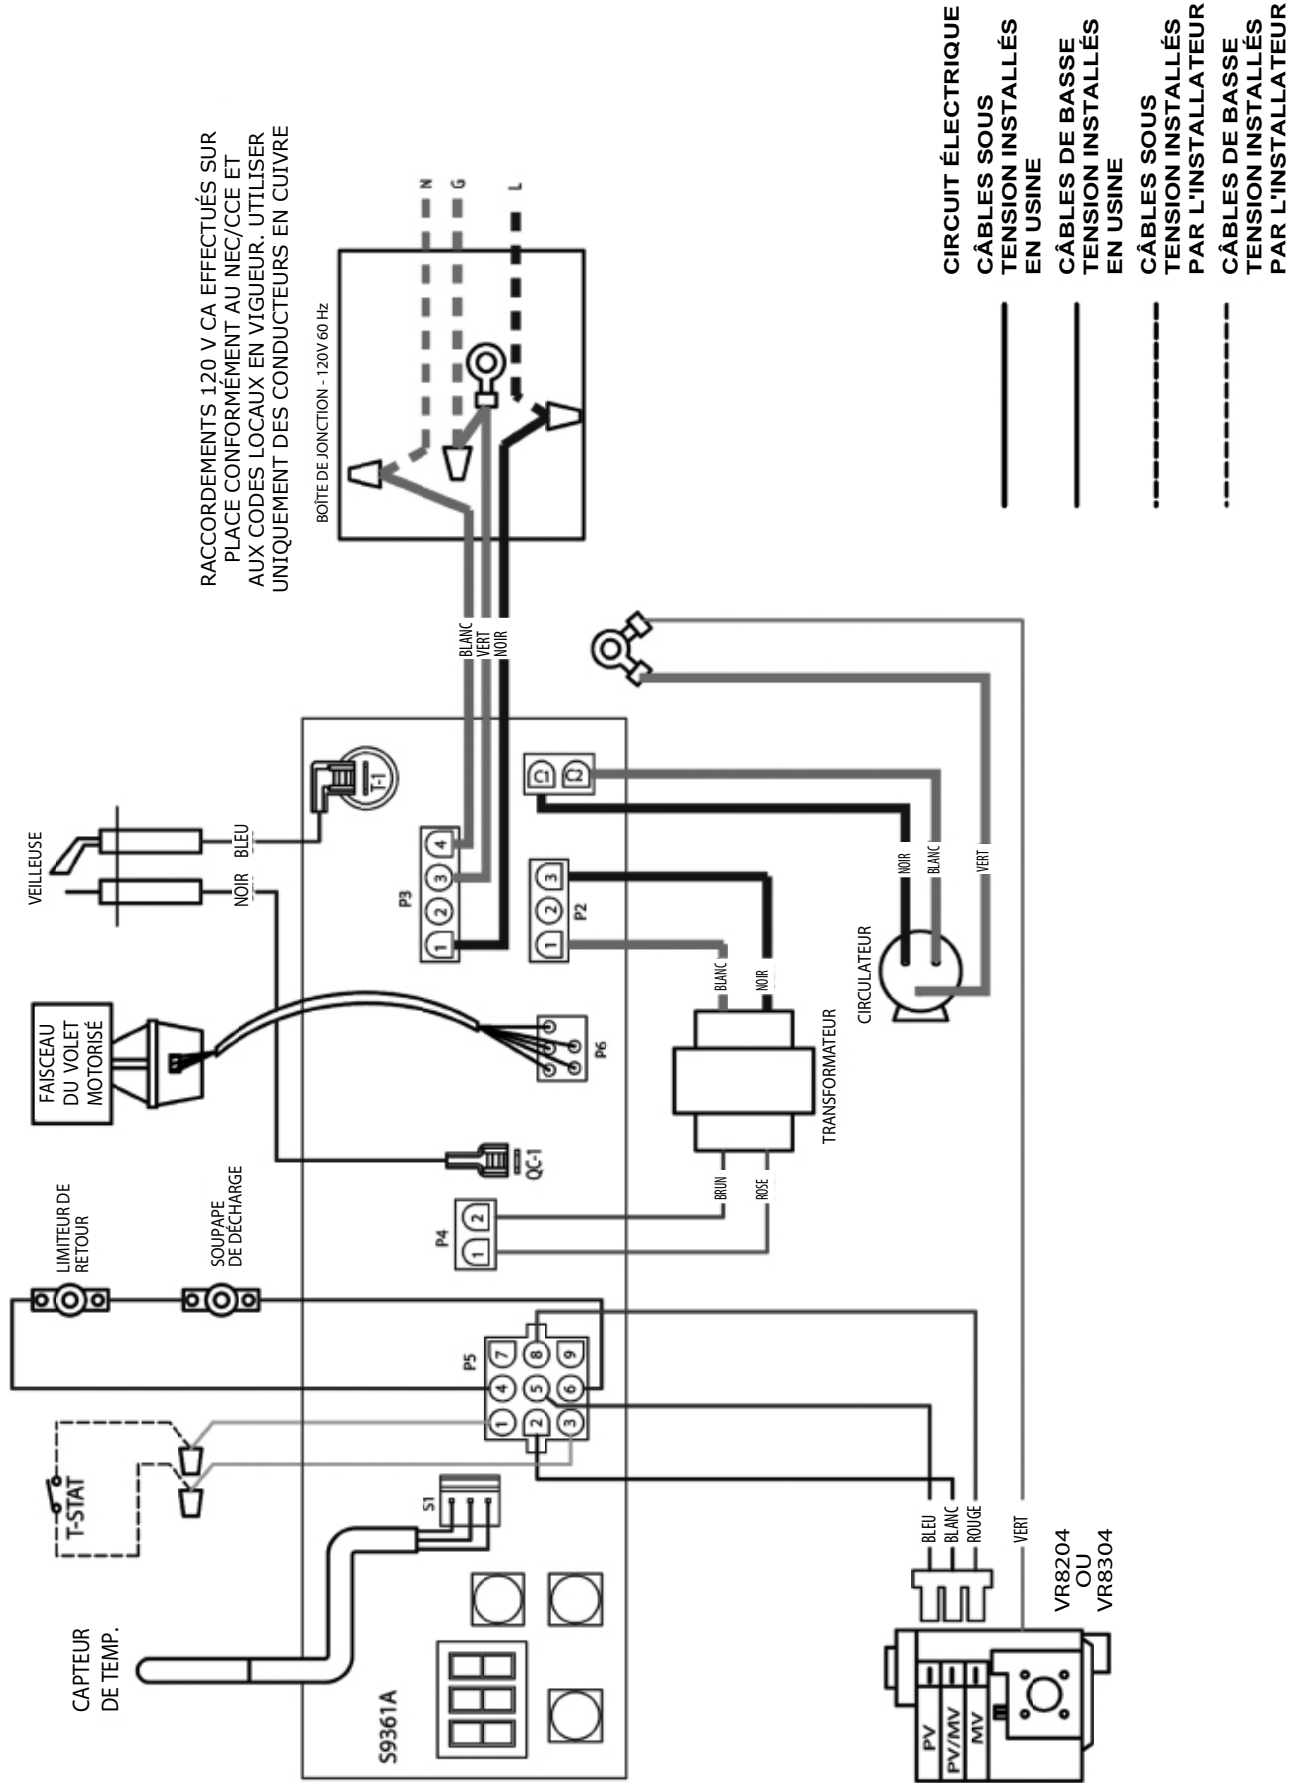 RACCORDEMENTS 120 V CA EFFECTUÉS SUR
PLACE CONFORMÉMENT AU NEC/CCE ET
AUX CODES LOCAUX EN VIGUEUR. UTILISER
UNIQUEMENT DES CONDUCTEURS EN CUIVRE
BOÎTE DE JONCTION - 120V 60 Hz
N
G
L
BLANC
VERT
NOIR
VEILLEUSE
BLEU
NOIR
T-1
FAISCEAU
DU VOLET
MOTORISÉ
P6
P3
1
2
3
4
P2
1
2
3
C1
C2
QC-1
LIMITEUR DE
RETOUR
SOUPAPE
DE DÉCHARGE
P4
1
2
P5
7
8
9
4
5
6
1
2
3
T-STAT
S1
CAPTEUR
DE TEMP.
S9361A
BLANC
NOIR
TRANSFORMATEUR
BRUN
ROSE
NOIR
BLANC
VERT
CIRCULATEUR
BLEU
BLANC
ROUGE
VERT
VR8204
OU
VR8304
PV
PV/MV
MV
CIRCUIT ÉLECTRIQUE
CÂBLES SOUS
TENSION INSTALLÉS
EN USINE
CÂBLES DE BASSE
TENSION INSTALLÉS
EN USINE
CÂBLES SOUS
TENSION INSTALLÉS
PAR L'INSTALLATEUR
CÂBLES DE BASSE
TENSION INSTALLÉS
PAR L'INSTALLATEUR